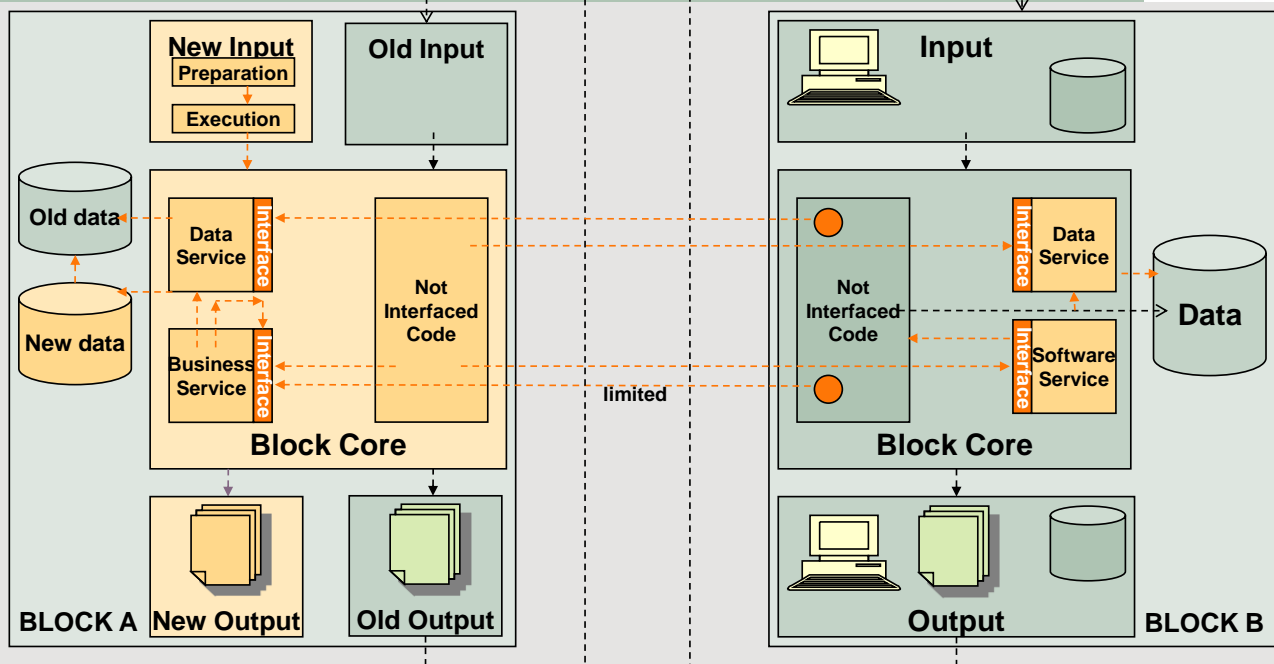 New Input
Preparation
Execution
Old Input
Input
Old data
New data
Data
Service
Interface
Business
Service
Interface
Not
Interfaced
Code
Block Core
limited
Not
Interfaced
Code
Interface
Data
Service
Interface
Software
Service
Block Core
Data
BLOCK A
New Output
Old Output
Output
BLOCK B